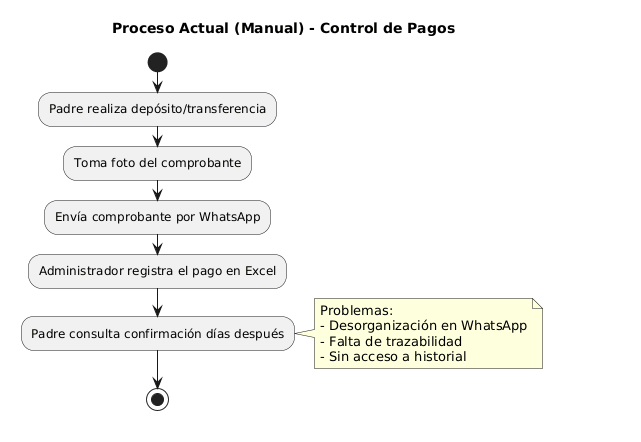 Proceso Actual (Manual) - Control de Pagos
Padre realiza depósito/transferencia
Toma foto del comprobante
Envía comprobante por WhatsApp
Administrador registra el pago en Excel
Padre consulta confirmación días después
Problemas:
- Desorganización en WhatsApp
- Falta de trazabilidad
- Sin acceso a historial